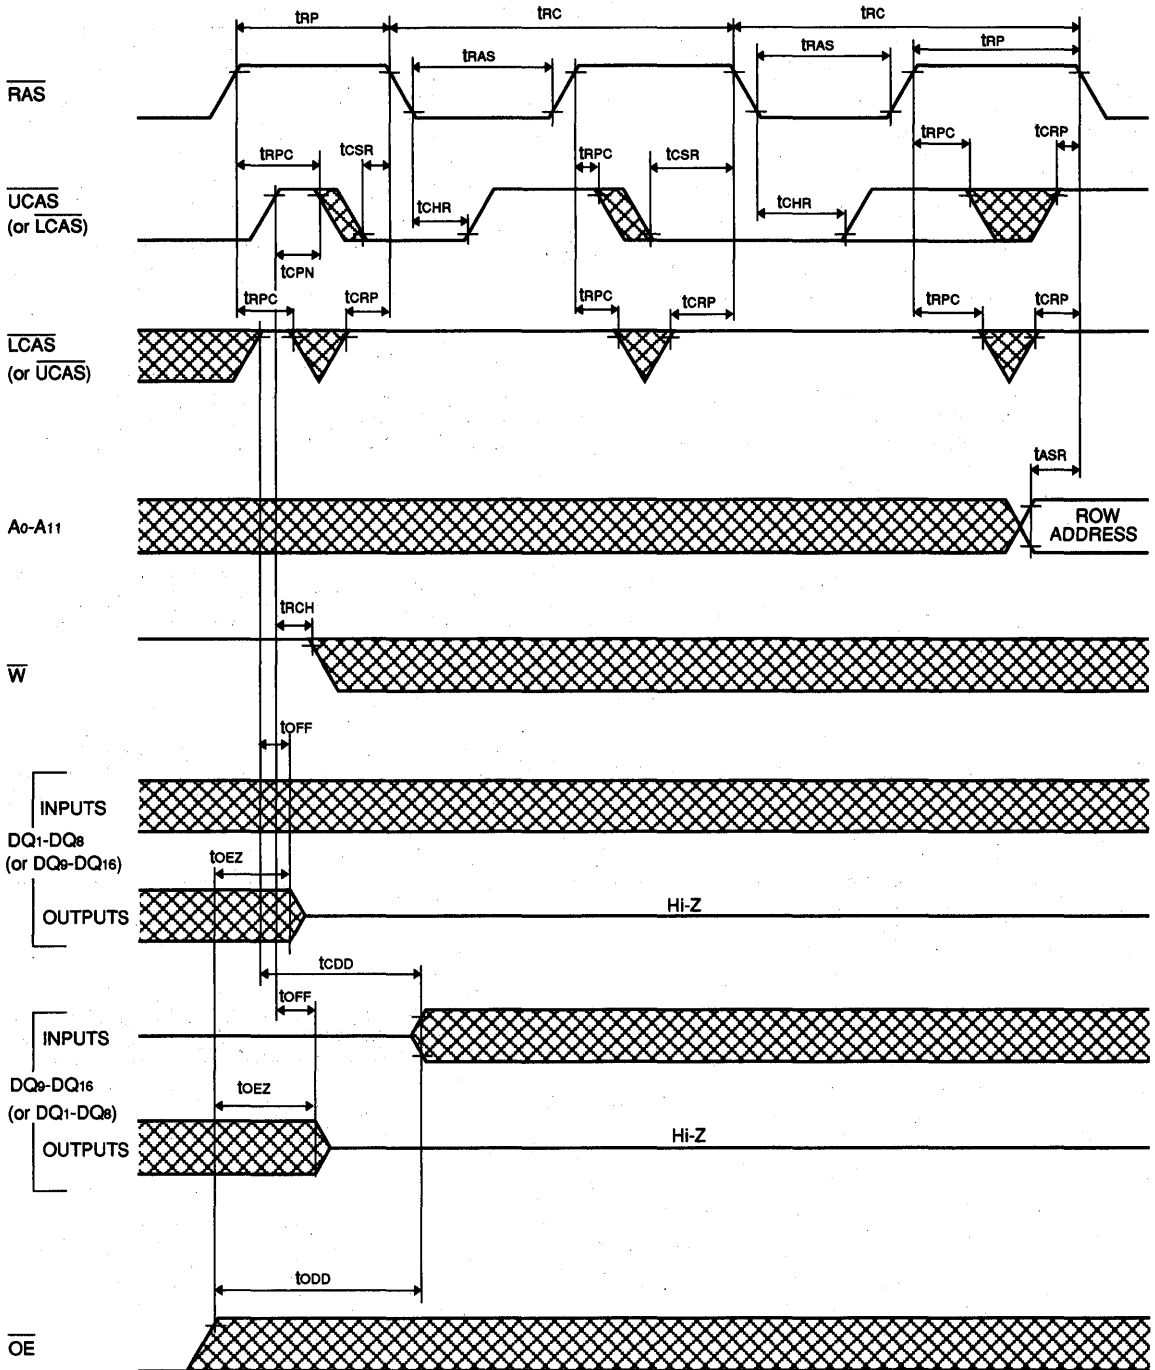 tRP
tRC
tRC
tRAS
tRAS
tRP
RAS
tRPC
tCSR
tRPC
tCSR
tRPC
tCRP
UCAS
(or LCAS)
tCHR
tCHR
tCPN
tRPC
tCRP
tRPC
tCRP
tRPC
tCRP
LCAS
(or UCAS)
tASR
A0-A11
ROW
ADDRESS
tRCH
W
tOFF
INPUTS
DQ1-DQ8
(or DQ9-DQ16)
tOEZ
OUTPUTS
Hi-Z
tCDD
tOFF
INPUTS
DQ9-DQ16
(or DQ1-DQ8)
tOEZ
OUTPUTS
Hi-Z
tODD
OE